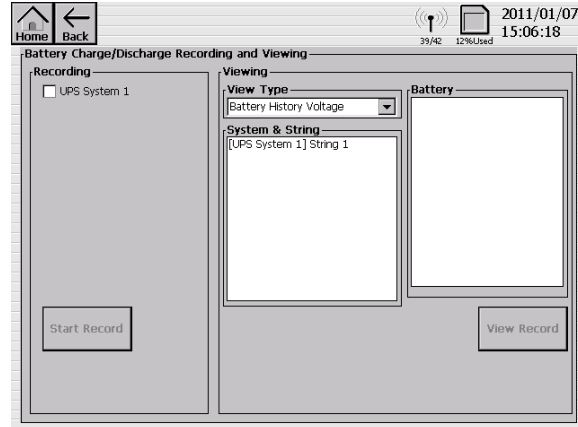 Home
Back
39/42
12%Used
2011/01/07
15:06:18
Battery Charge/Discharge Recording and Viewing
Recording
UPS System 1
Start Record
Viewing
View Type
Battery History Voltage
System & String
[UPS System 1] String 1
Battery
View Record